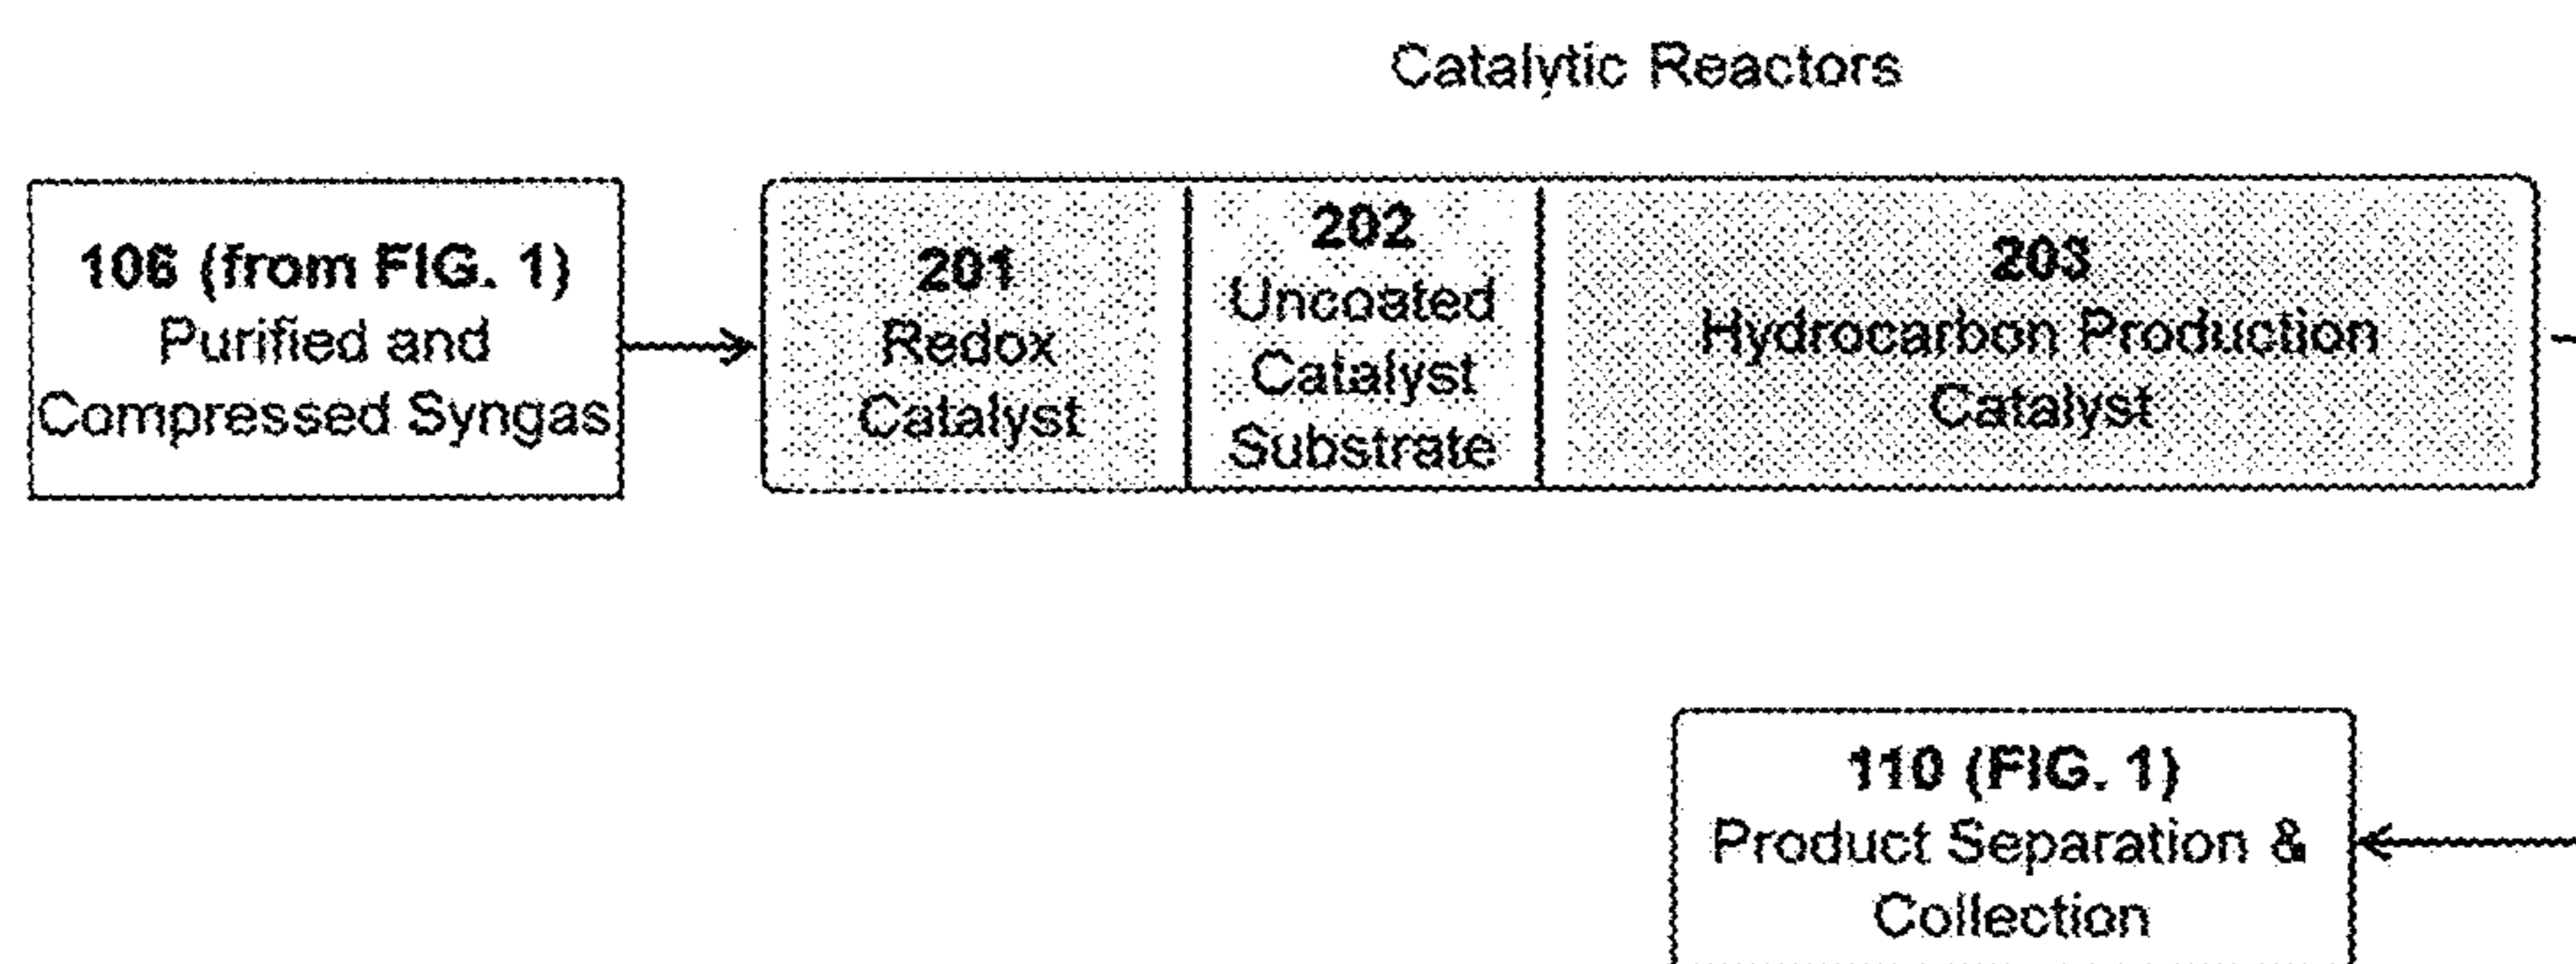 Catalytic Reactors
106 (from FIG. 1)
Purified and
Compressed Syngas
201
Redox
Catalyst
202
Uncoated
Catalyst
Substrate
203
Hydrocarbon Production
Catalyst
110 (FIG. 1)
Product Separation &
Collection